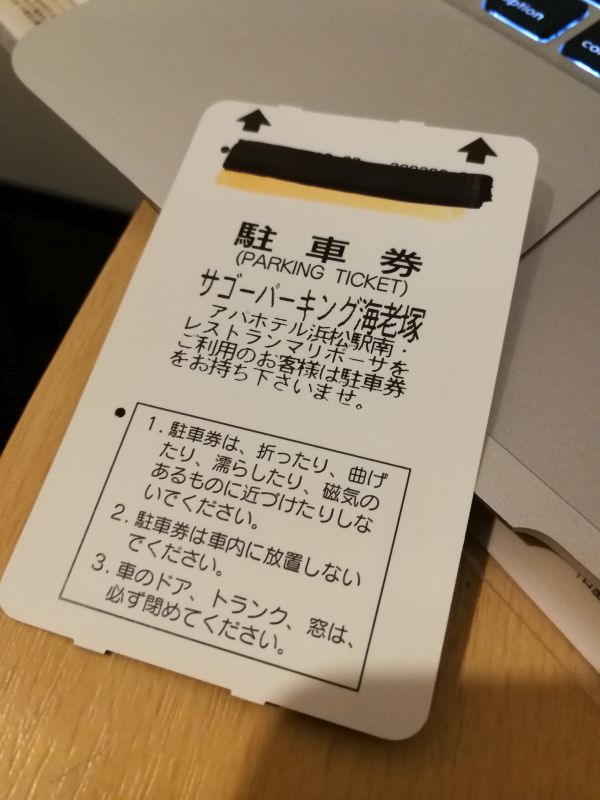 option
駐車券
(PARKING TICKET)
サゴーパーキング海老塚
アパホテル浜松駅南・
レストランマリポーサを
ご利用のお客様は駐車券
をお持ち下さいませ。
1. 駐車券は、折ったり、曲げ
たり、濡らしたり、磁気の
あるものに近づけたりしな
いでください。
2. 駐車券は車内に放置しない
でください。
3. 車のドア、トランク、窓は、
必ず閉めてください。